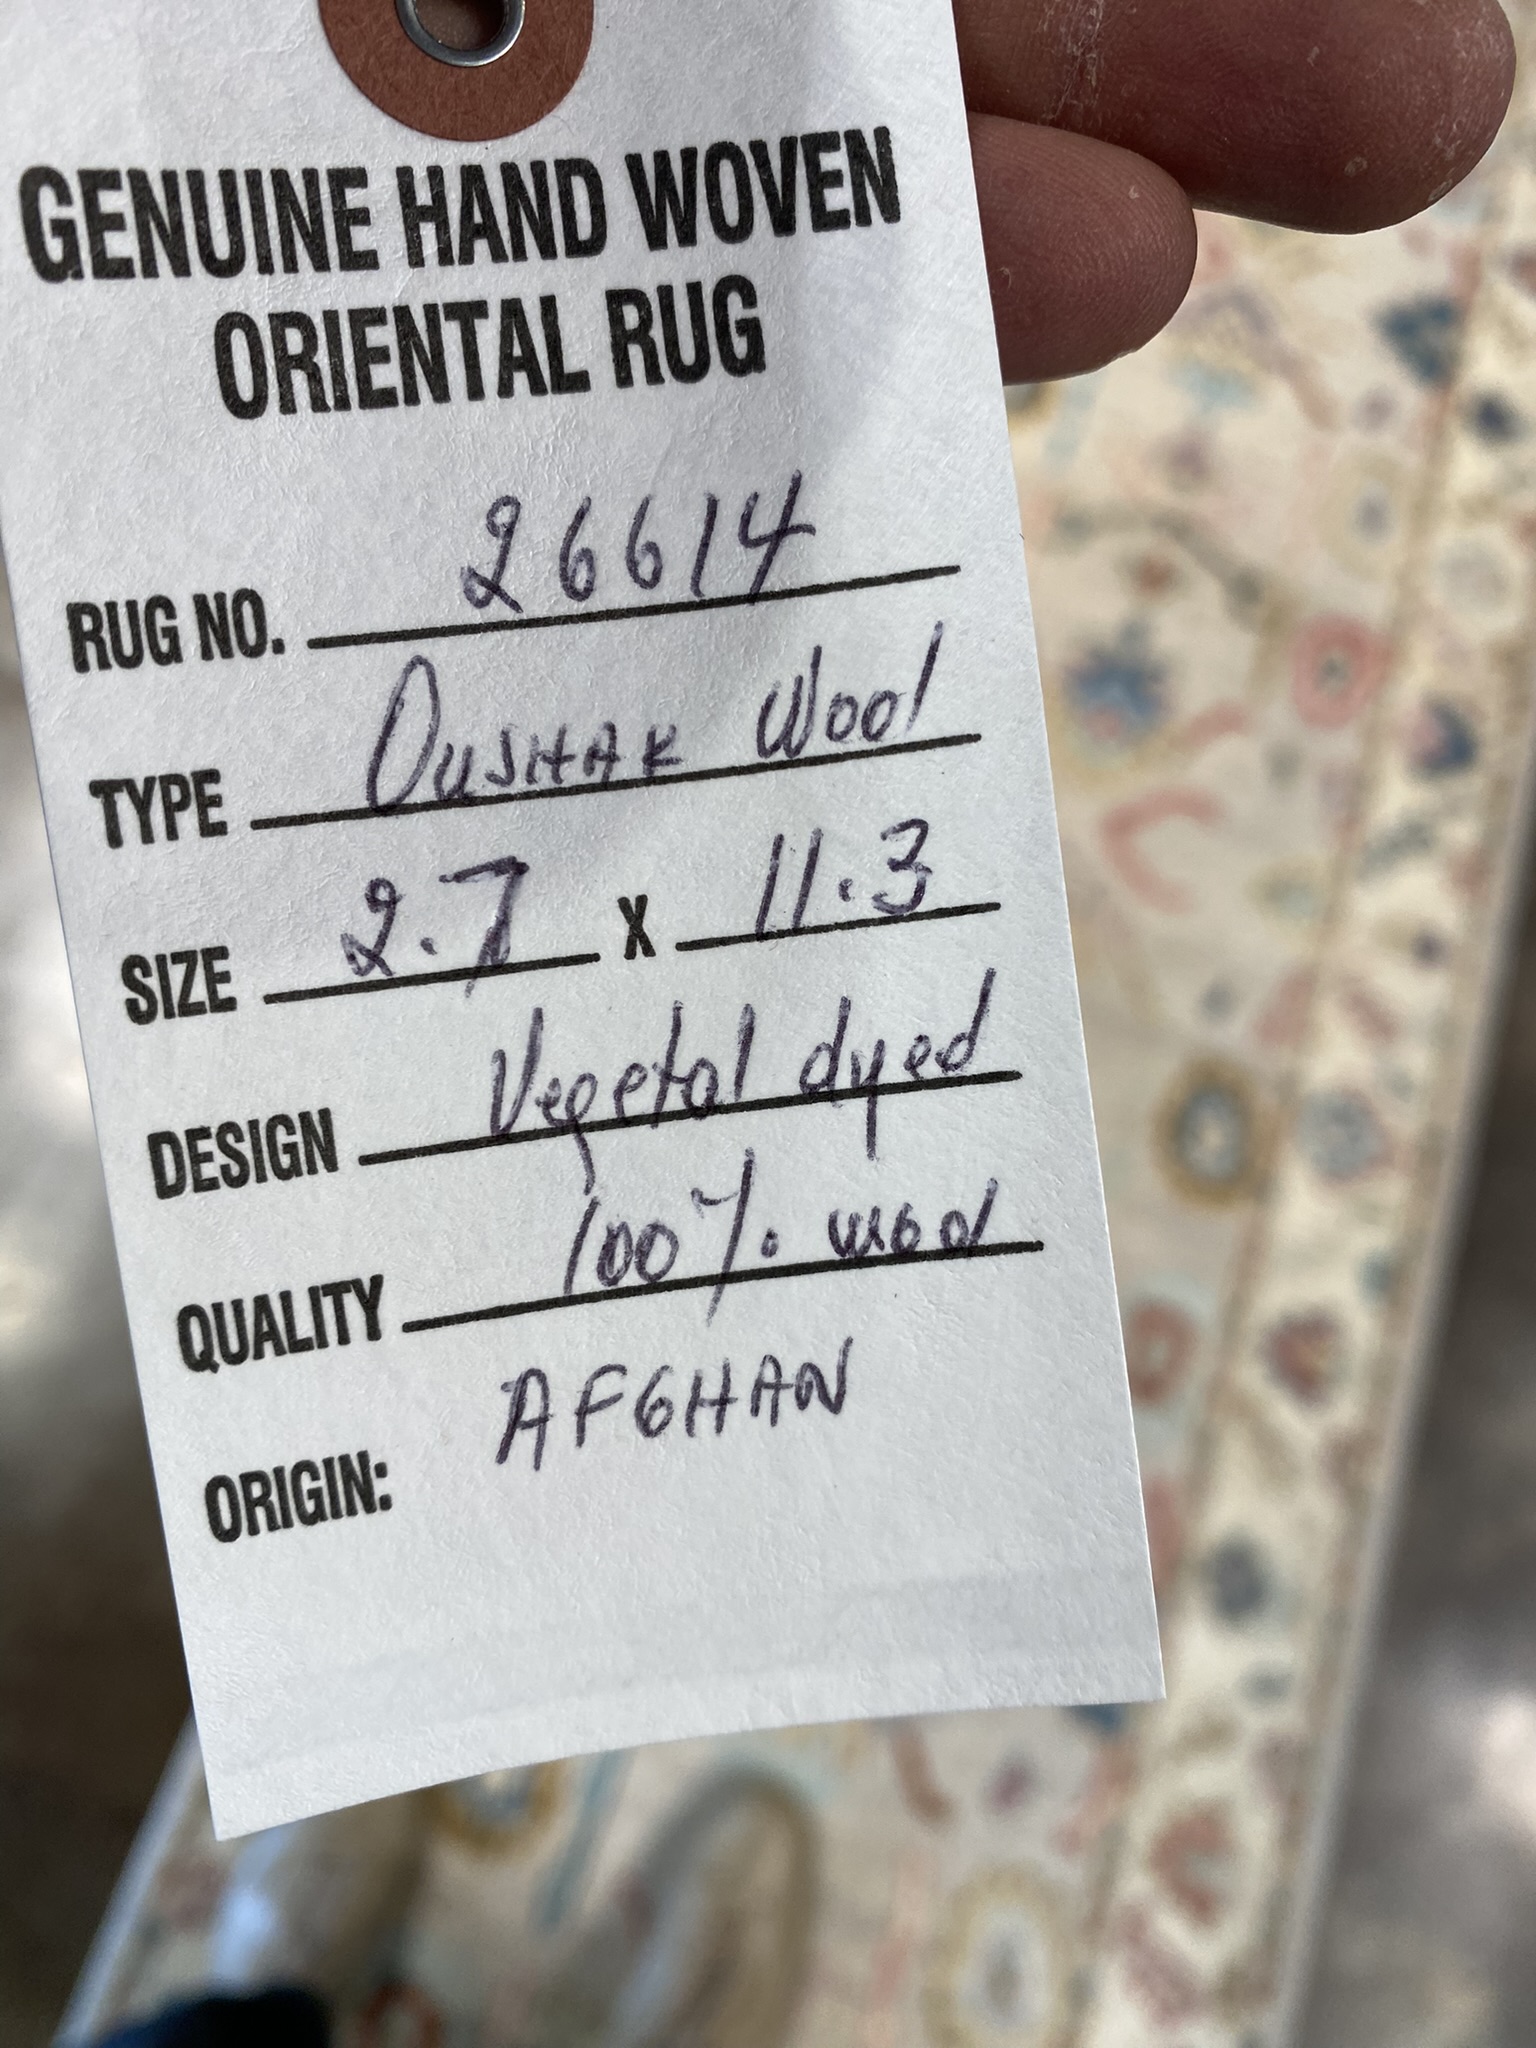 GENUINE HAND WOVEN
ORIENTAL RUG
RUG NO. 26614
TYPE OUSHAK Wool
SIZE 2.7 X 11.3
DESIGN Vegetal dyed
QUALITY 100% wool
ORIGIN: AFGHAN